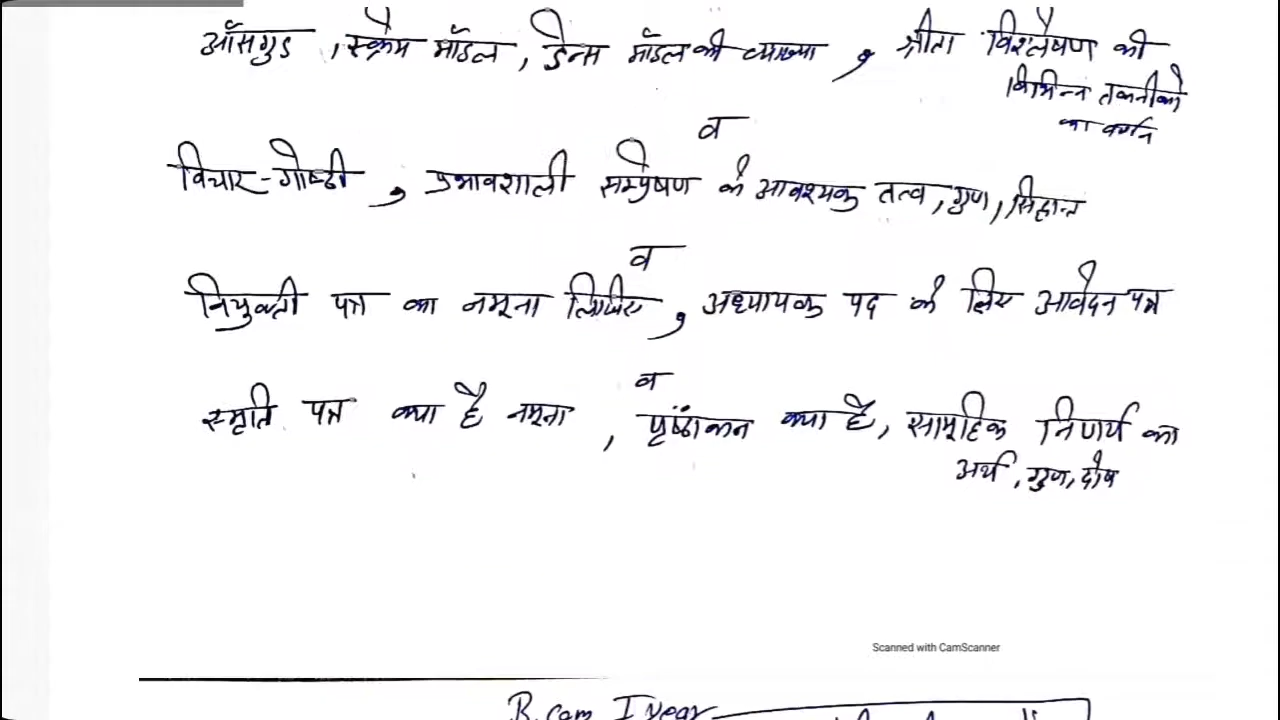 ऑसगुड , स्क्रैम मॉडल , डेन्स मॉडल की व्याख्या , श्रोता विश्लेषण की
विभिन्न तकनीको
का वर्णन
व
विचार-गोष्ठी , प्रभावशाली सम्प्रेषण के आवश्यक तत्व , गुण , सिद्धान्त
व
नियुक्ती पत्र का नमूना लिखिए , अध्यापक पद के लिए आवेदन पत्र
व
स्मृति पत्र क्या है नमूना , पृष्ठांकन क्या है , सामूहिक निणर्य का
अर्थ , गुण , दोष
Scanned with CamScanner
B. com I year